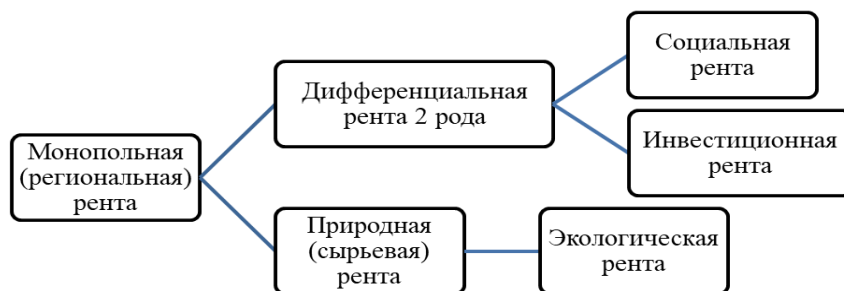 Монопольная
(региональная)
рента
Дифференциальная
рента 2 рода
Социальная
рента
Инвестиционная
рента
Природная
(сырьевая)
рента
Экологическая
рента